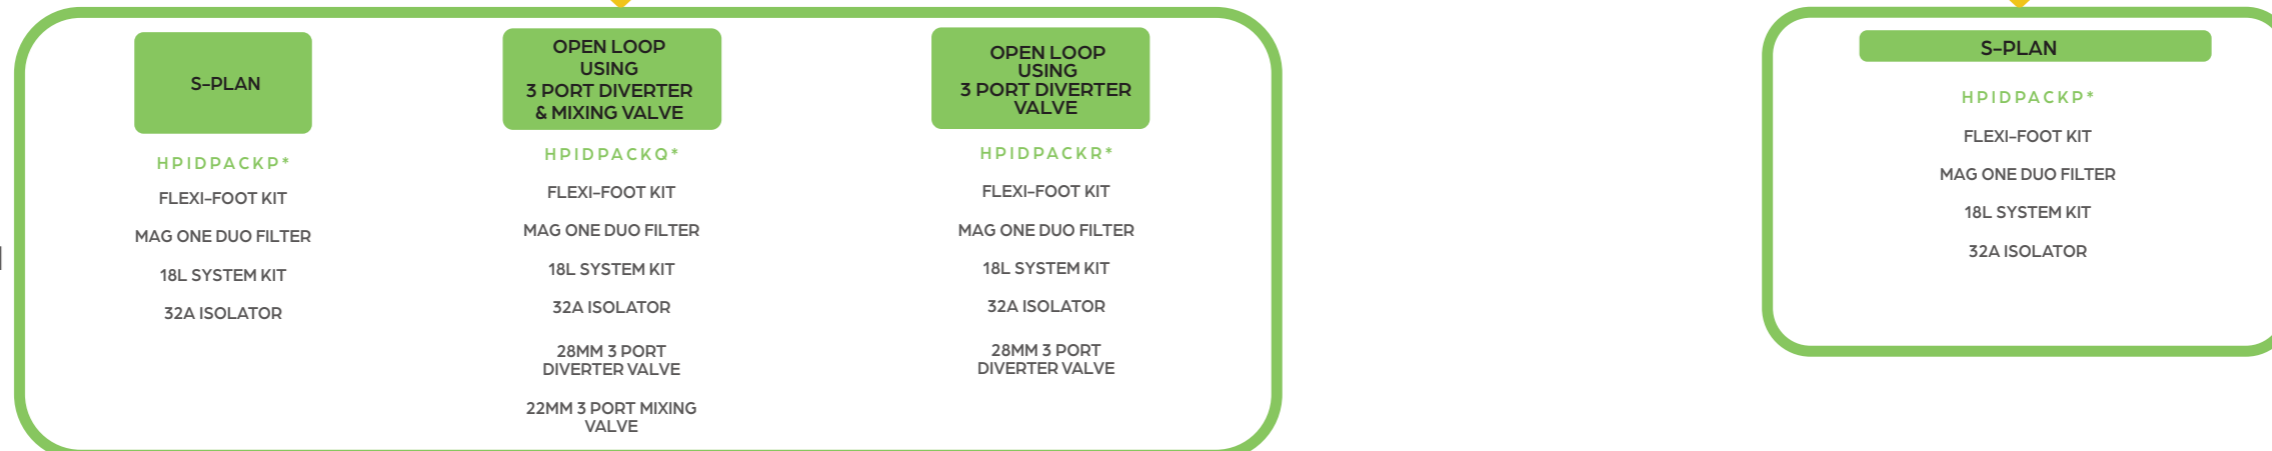 S-PLAN
HPIDPACKP*
FLEXI-FOOT KIT
MAG ONE DUO FILTER
18L SYSTEM KIT
32A ISOLATOR
OPEN LOOP
USING
3 PORT DIVERTER
& MIXING VALVE
HPIDPACKQ*
FLEXI-FOOT KIT
MAG ONE DUO FILTER
18L SYSTEM KIT
32A ISOLATOR
28MM 3 PORT
DIVERTER VALVE
22MM 3 PORT MIXING
VALVE
OPEN LOOP
USING
3 PORT DIVERTER
VALVE
HPIDPACKR*
FLEXI-FOOT KIT
MAG ONE DUO FILTER
18L SYSTEM KIT
32A ISOLATOR
28MM 3 PORT
DIVERTER VALVE
S-PLAN
HPIDPACKP*
FLEXI-FOOT KIT
MAG ONE DUO FILTER
18L SYSTEM KIT
32A ISOLATOR